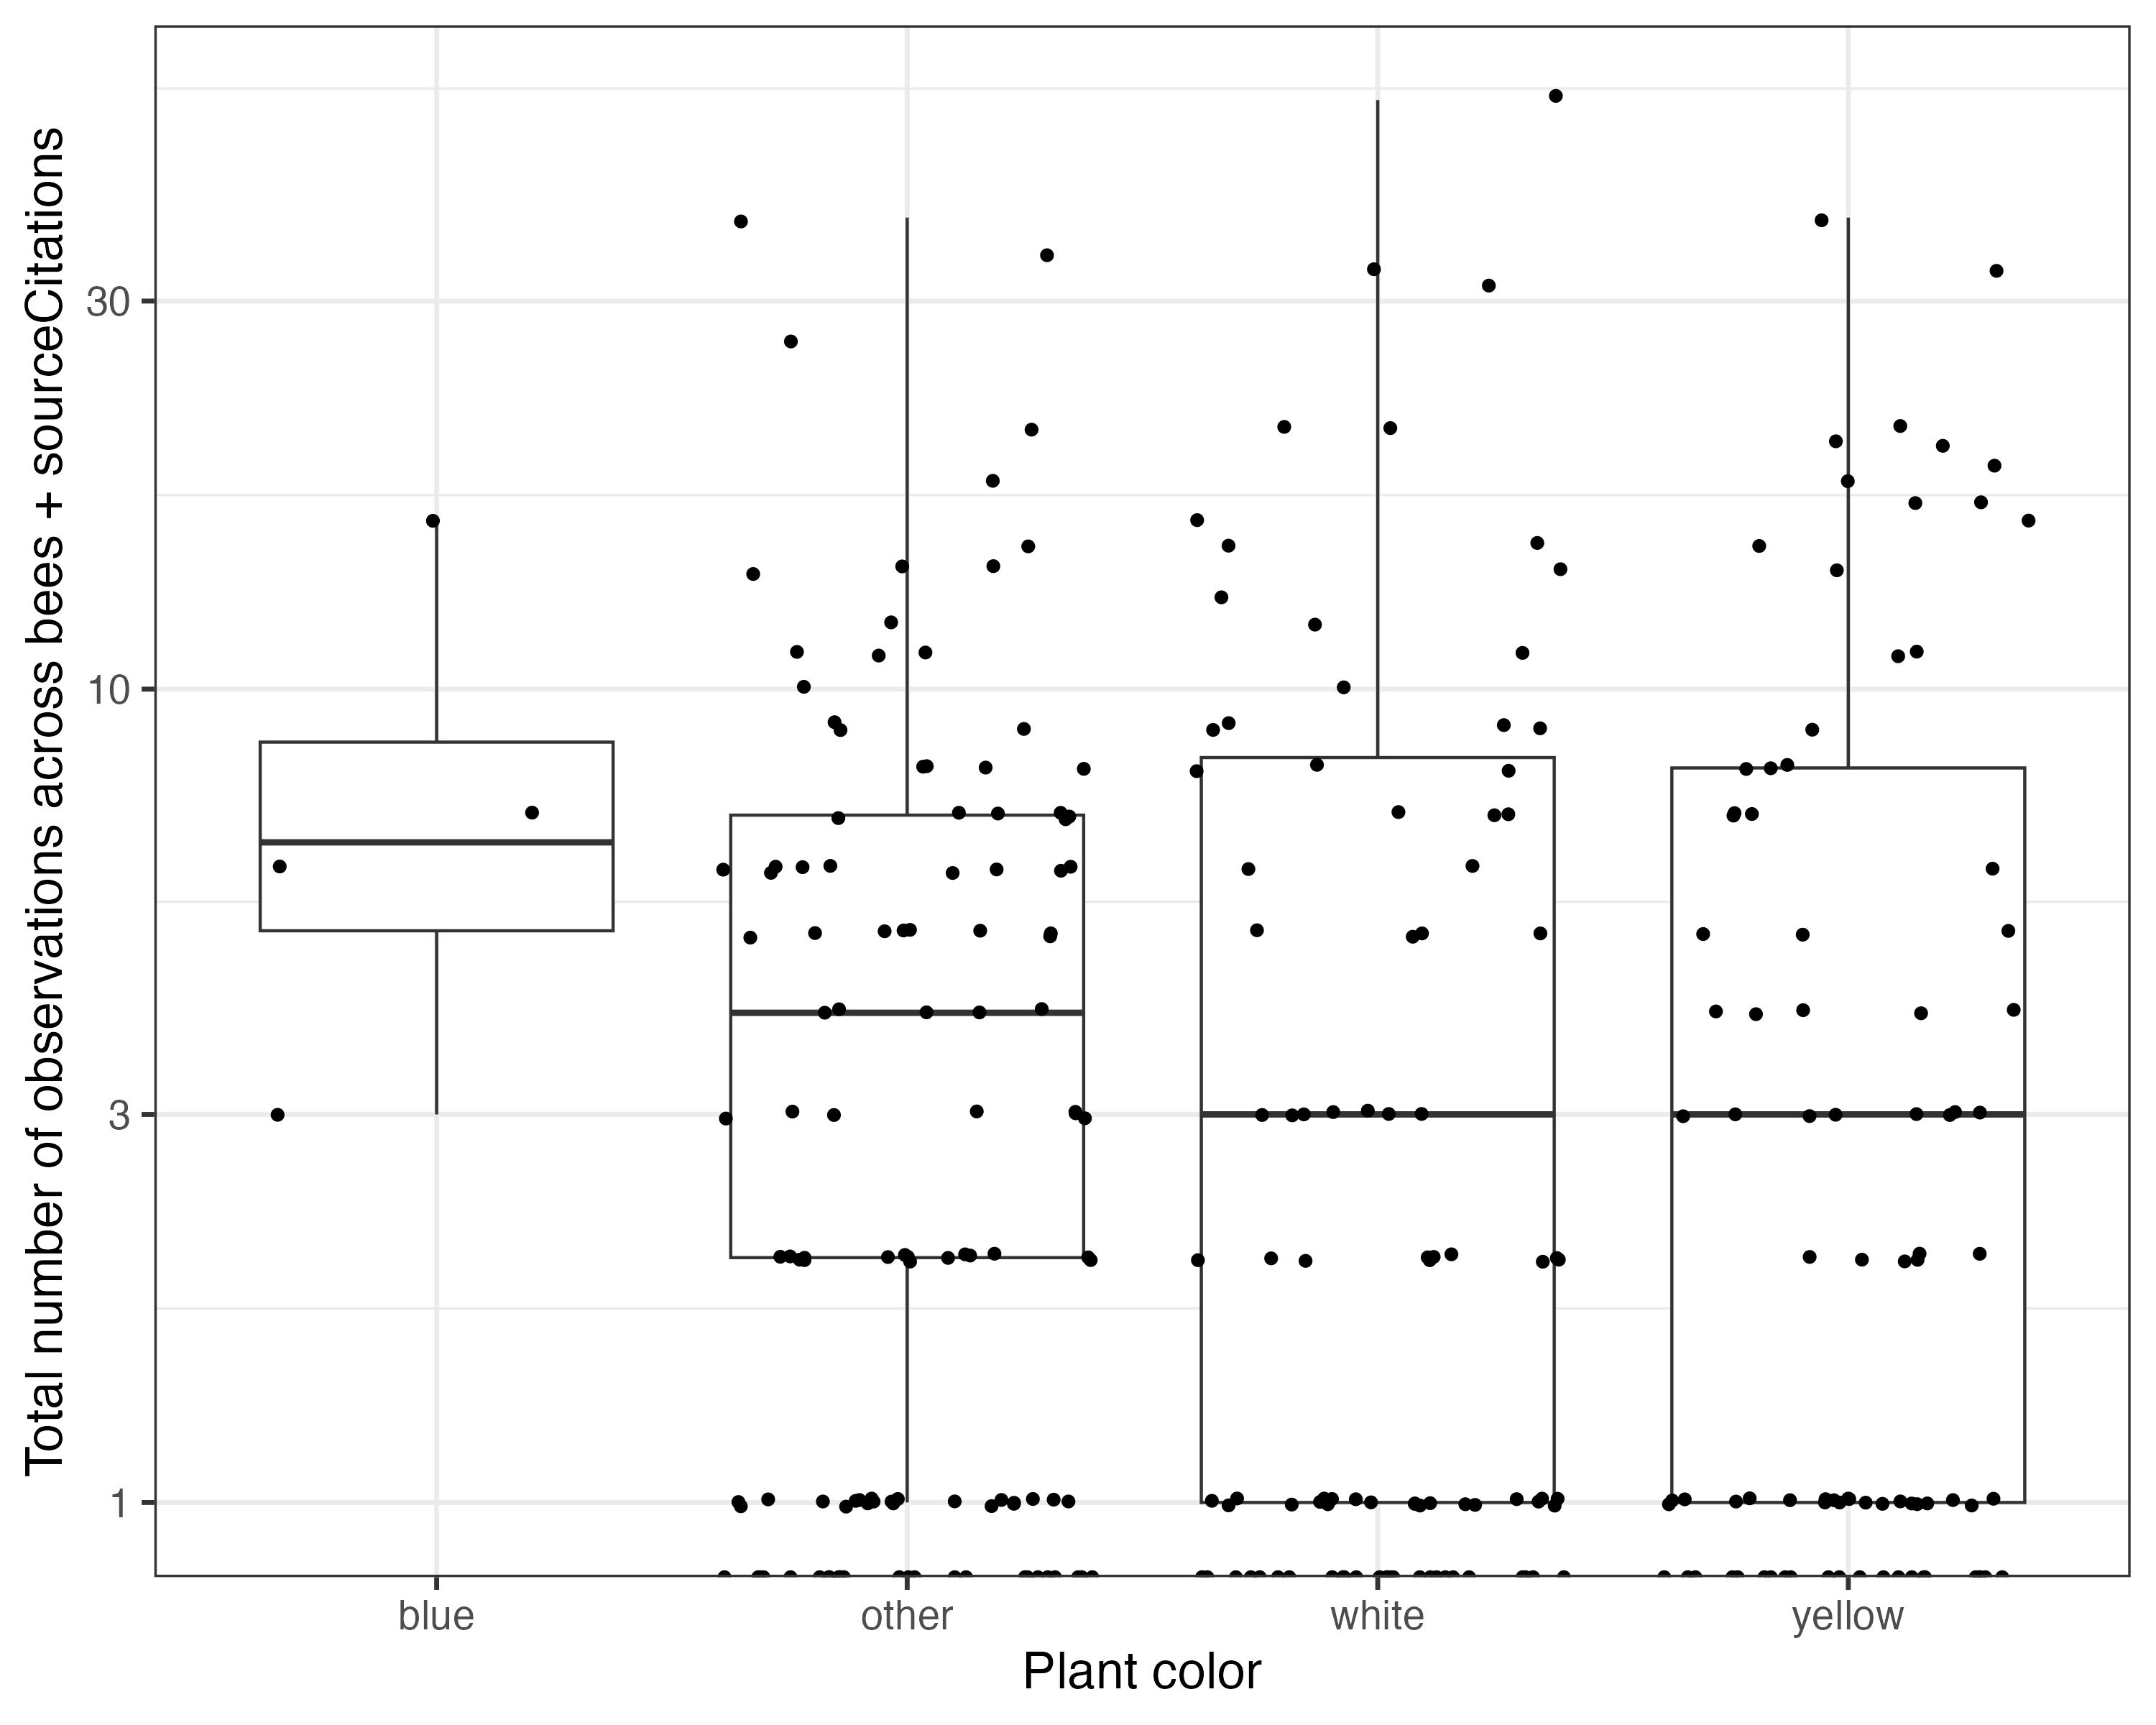 Total number of observations across bees + sourceCitations
30
10
3
1
blue
other
white
yellow
Plant color